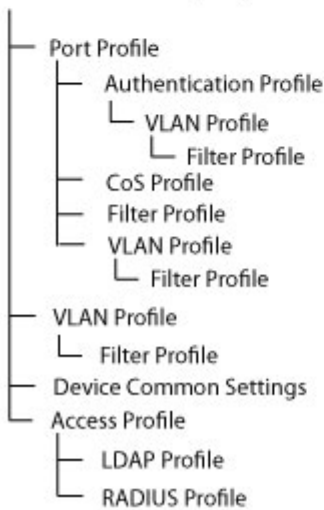 Port Profile
Authentication Profile
VLAN Profile
Filter Profile
CoS Profile
Filter Profile
VLAN Profile
Filter Profile
VLAN Profile
Filter Profile
Device Common Settings
Access Profile
LDAP Profile
RADIUS Profile